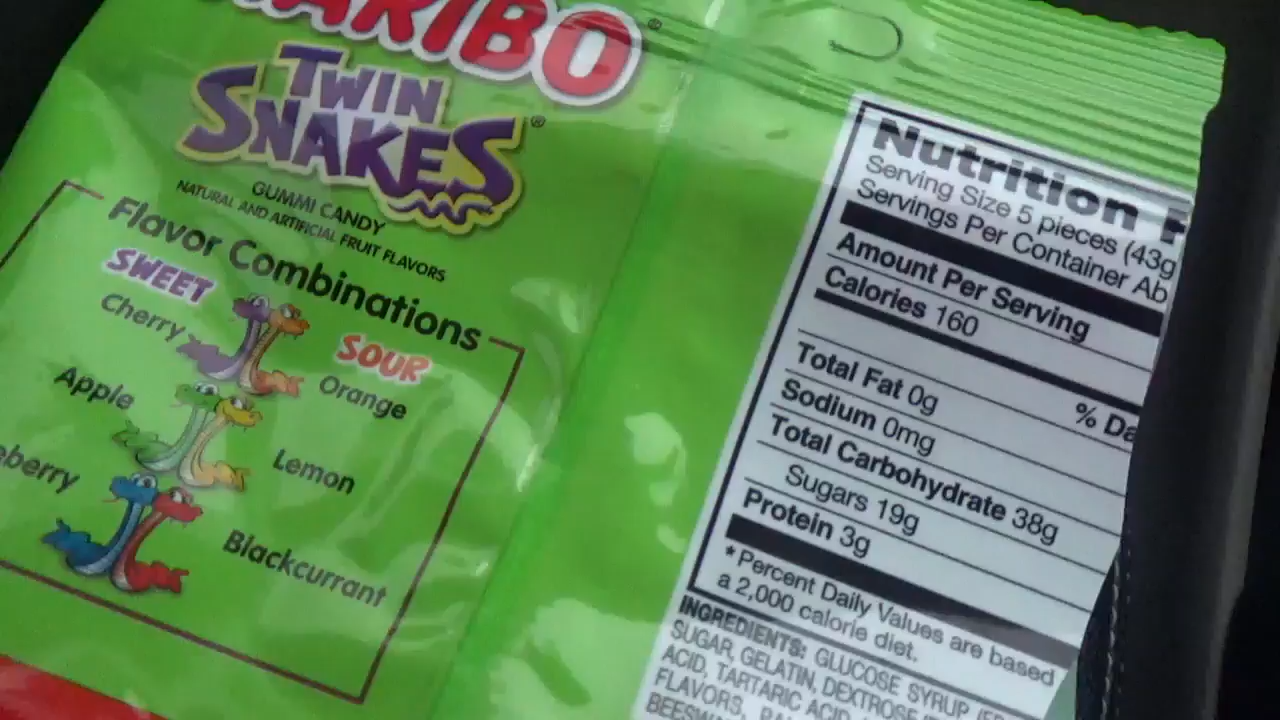 HARIBO®
TWIN
SNAKES®
GUMMI CANDY
NATURAL AND ARTIFICIAL FRUIT FLAVORS
Flavor Combinations
SWEET
SOUR
Cherry
Orange
Apple
Lemon
eberry
Blackcurrant
Nutrition F
Serving Size 5 pieces (43g
Servings Per Container Ab
Amount Per Serving
Calories 160
% Da
Total Fat 0g
Sodium 0mg
Total Carbohydrate 38g
Sugars 19g
Protein 3g
*Percent Daily Values are based
a 2,000 calorie diet.
INGREDIENTS: GLUCOSE SYRUP
SUGAR, GELATIN, DEXTROSE
ACID, TARTARIC ACID
FLAVORS,